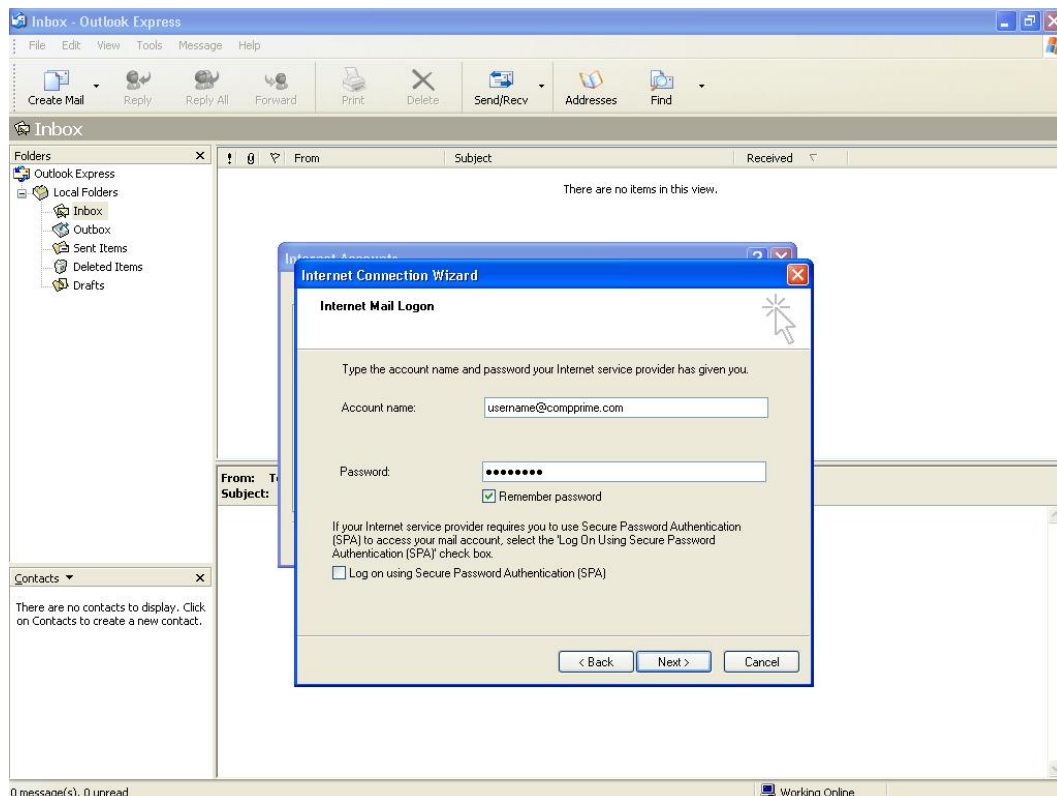 Inbox - Outlook Express
File Edit View Tools Message Help
Create Mail Reply Reply All Forward Print Delete Send/Recv Addresses Find
Inbox
Folders
! From Subject Received
Outlook Express
Local Folders
There are no items in this view.
Inbox
Outbox
Sent Items
Deleted Items
Drafts
Internet Accounts
Internet Connection Wizard
Internet Mail Logon
Type the account name and password your Internet service provider has given you.
Account name: username@compprime.com
Password: ••••••••
Remember password
If your Internet service provider requires you to use Secure Password Authentication
(SPA) to access your mail account, select the 'Log On Using Secure Password
Authentication (SPA)' check box.
Log on using Secure Password Authentication (SPA)
< Back Next > Cancel
From:
Subject:
Contacts
There are no contacts to display. Click
on Contacts to create a new contact.
0 message(s), 0 unread Working Online